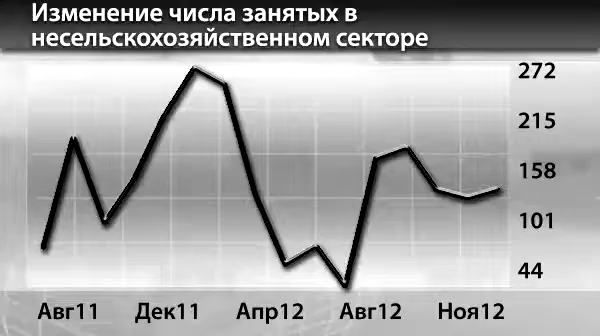 Изменение числа занятых в
несельскохозяйственном секторе
272
215
158
101
44
Авг11 Дек11 Апр12 Авг12 Ноя12